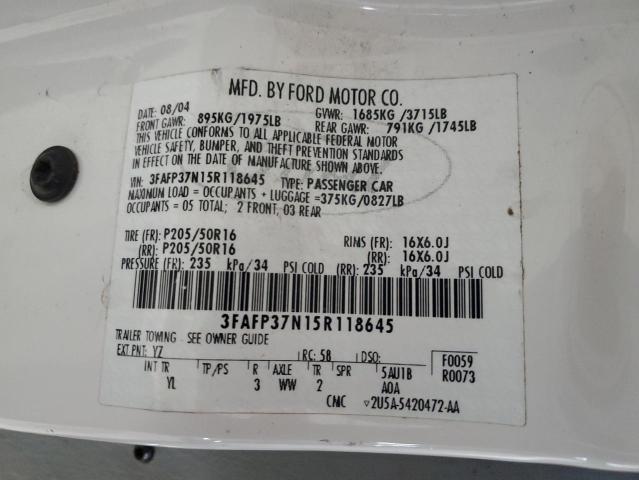 MFD. BY FORD MOTOR CO.
DATE: 08/04 GVWR: 1685KG /3715LB
FRONT GAWR: 895KG/1975LB REAR GAWR: 791KG /1745LB
THIS VEHICLE CONFORMS TO ALL APPLICABLE FEDERAL MOTOR
VEHICLE SAFETY, BUMPER, AND THEFT PREVENTION STANDARDS
IN EFFECT ON THE DATE OF MANUFACTURE SHOWN ABOVE.
VIN: 3FAFP37N15R118645 TYPE: PASSENGER CAR
MAXIMUM LOAD = OCCUPANTS + LUGGAGE =375KG/0827LB
OCCUPANTS = 05 TOTAL; 2 FRONT, 03 REAR
TIRE (FR): P205/50R16 RIMS (FR): 16X6.0J
(RR): P205/50R16 (RR): 16X6.0J
PRESSURE (FR): 235 kPa/34 PSI COLD (RR): 235 kPa/34 PSI COLD
3FAFP37N15R118645
TRAILER TOWING - SEE OWNER GUIDE
EXT PNT: YZ RC: 58 DSO: F0059
INT TR TP/PS R AXLE TR SPR 5AU1B R0073
YL 3 WW 2 A0A
CMC ▽2U5A-5420472-AA